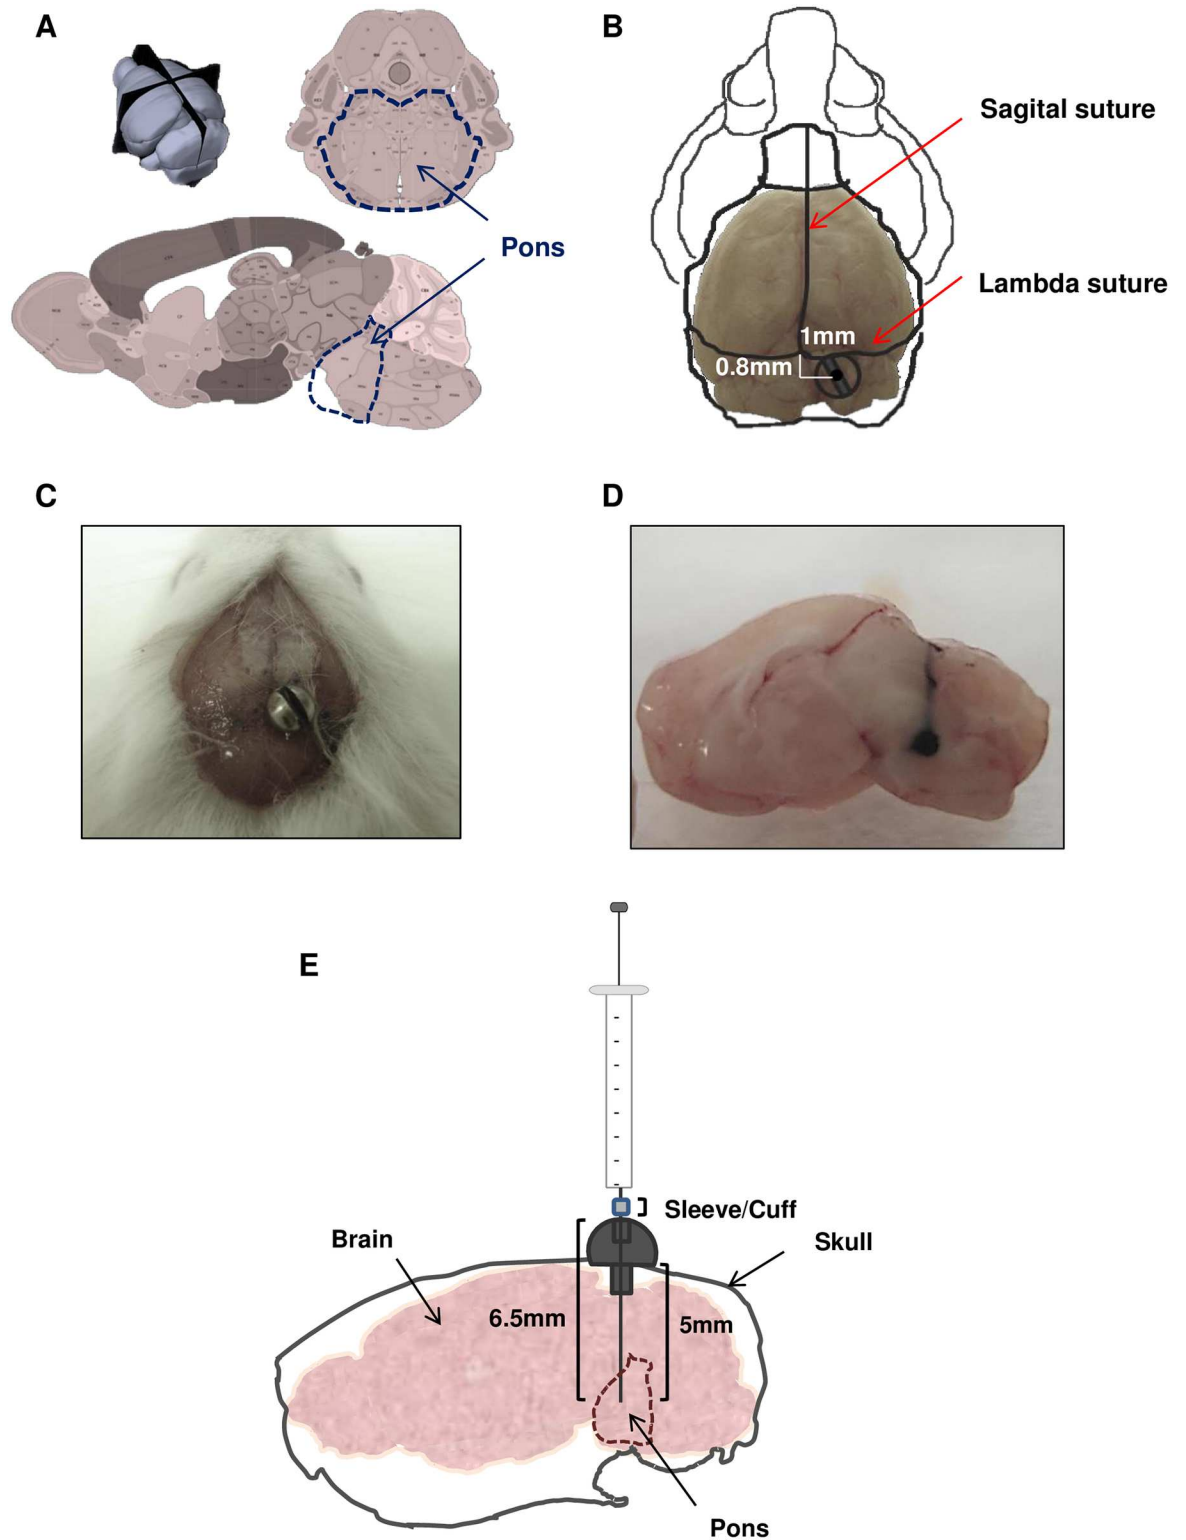 A
Pons
B
Sagital suture
Lambda suture
1mm
0.8mm
C
D
E
Sleeve/Cuff
Brain
Skull
6.5mm
5mm
Pons